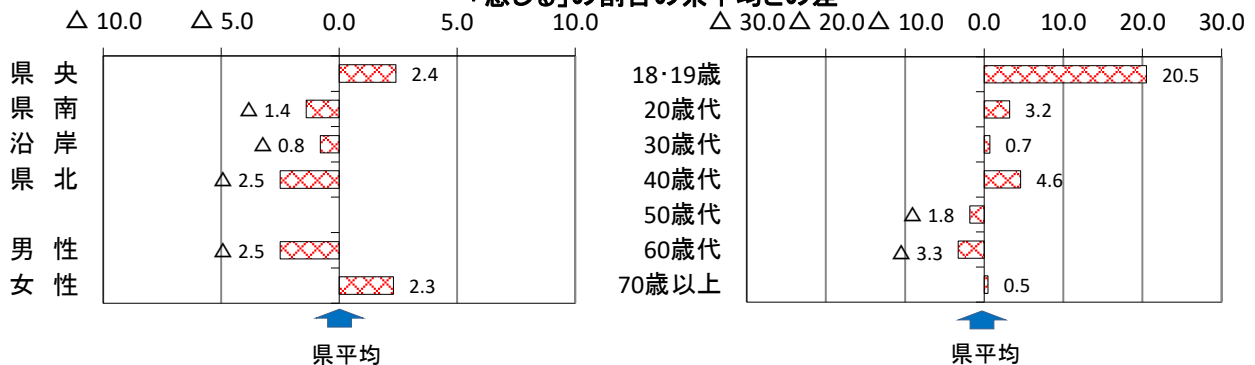 「感じる」の割合の県平均との差
△ 10.0 △ 5.0 0.0 5.0 10.0
県 央 2.4
県 南 △ 1.4
沿 岸 △ 0.8
県 北 △ 2.5
男 性 △ 2.5
女 性 2.3
県平均
△ 30.0 △ 20.0 △ 10.0 0.0 10.0 20.0 30.0
18･19歳 20.5
20歳代 3.2
30歳代 0.7
40歳代 4.6
50歳代 △ 1.8
60歳代 △ 3.3
70歳以上 0.5
県平均